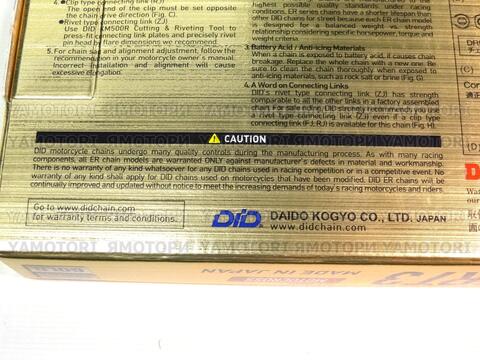 4. ● Clip type connecting link (RJ)
The end of the clip must be set opposite
the chain drive direction (Fig. C).
● Rivet type connecting link (ZJ)
Use DID KM500R Cutting & Riveting Tool to
press-fit connecting link plates and precisely rivet
pin head by flare dimensions we recommend.
5. For chain size and alignment adjustment, follow the
recommendations in your motorcycle owner's manual.
Incorrect installation and alignment will cause
excessive elongation.
highest possible quality standards under racing
conditions. ER series chains have a shorter lifespan than
other DID chains for street because each ER chain model
is designed for a balanced weight vs. strength
relationship considering specific horsepower, torque and
weight criteria.
3. Battery Acid / Anti-icing Materials
When a chain is exposed to battery acid, it causes chain
breakage. Replace the whole chain with a new one. Be
sure to clean the chain thoroughly when exposed to
anti-icing materials, such as rock salt or brine (Fig. E).
4. A Word on Connecting Links
DID's rivet type connecting link (ZJ) has strength
comparable to all the other links in a factory assembled
chain. For safe riding, DID strongly recommends you use
a rivet type connecting link (ZJ) even if a clip type
connecting link (FJ, RJ) is available for this chain (Fig. H).
CAUTION
DID motorcycle chains undergo many quality controls during the manufacturing process. As with many racing
components, all ER chain models are warranted ONLY against manufacturer's defects in material and workmanship.
There is no warranty of any kind whatsoever for any DID chains used in racing competition or in a competitive event. No
warranty of any kind shall apply for DID chains used on motorcycles that have been modified. DID ER chains will be
continually improved and updated without notice to meet the increasing demands of today's racing motorcycles and riders.
Go to www.didchain.com
for warranty terms and conditions.
DID DAIDO KOGYO CO., LTD. JAPAN
www.didchain.com
YAMOTORI ЯМОТОРИ YAMOTORI ЯМОТОРИ YAMOTORI
MADE IN JAPAN
GOLD